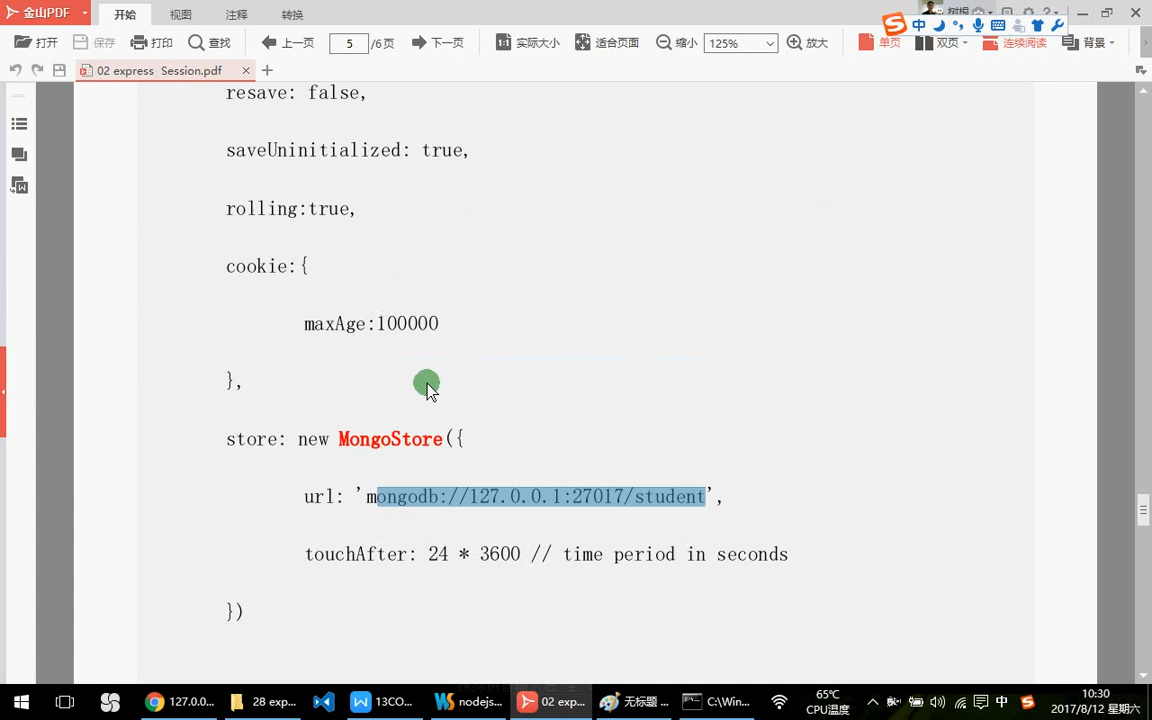 金山PDF
开始
视图
注释
转换
树根
打开
保存
打印
查找
上一页
5
/6页
下一页
实际大小
适合页面
缩小
125%
放大
单页
双页
连续阅读
背景
中
02 express Session.pdf
resave: false,
saveUninitialized: true,
rolling:true,
cookie:{
maxAge:100000
},
store: new MongoStore({
url: 'mongodb://127.0.0.1:27017/student',
touchAfter: 24 * 3600 // time period in seconds
})
127.0.0...
28 exp...
13CO...
nodejs...
02 exp...
无标题 ...
C:\Win...
65℃
CPU温度
中
10:30
2017/8/12 星期六